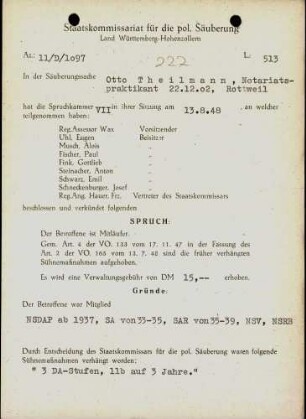 Staatskommissariat für die pol. Säuberung
Land Württemberg-Hohenzollern
Az.: 11/D/1097
222
L: 513
In der Säuberungssache Otto Theilmann, Notariats-
praktikant 22.12.02, Rottweil
hat die Spruchkammer VII in ihrer Sitzung am 13.8.48 an welcher
teilgenommen haben:
Reg.Assessor Wax Vorsitzender
Uhl, Eugen Beisitzer
Musch, Alois "
Fischer, Paul "
Fink, Gottlieb "
Steinacher, Anton "
Schwarz, Emil "
Schneckenburger, Josef "
Reg.Ang. Hauer, Frz. Vertreter des Staatskommissars
beschlossen und verkündet folgenden
SPRUCH:
Der Betroffene ist Mitläufer.
Gem. Art. 4 der VO. 133 vom 17. 11. 47 in der Fassung des
Art. 3 der VO 165 vom 13. 7. 48 sind die früher verhängten
Sühnemaßnahmen aufgehoben.
Es wird eine Verwaltungsgebühr von DM 15,-- erhoben.
Gründe:
Der Betroffene war Mitglied
NSDAP ab 1937, SA von 33-35, SAR von 35-39, NSV, NSRB
Durch Entscheidung des Staatskommissars für die pol. Säuberung waren folgende
Sühnemaßnahmen verhängt worden:
" 3 DA-Stufen, 11b auf 3 Jahre."